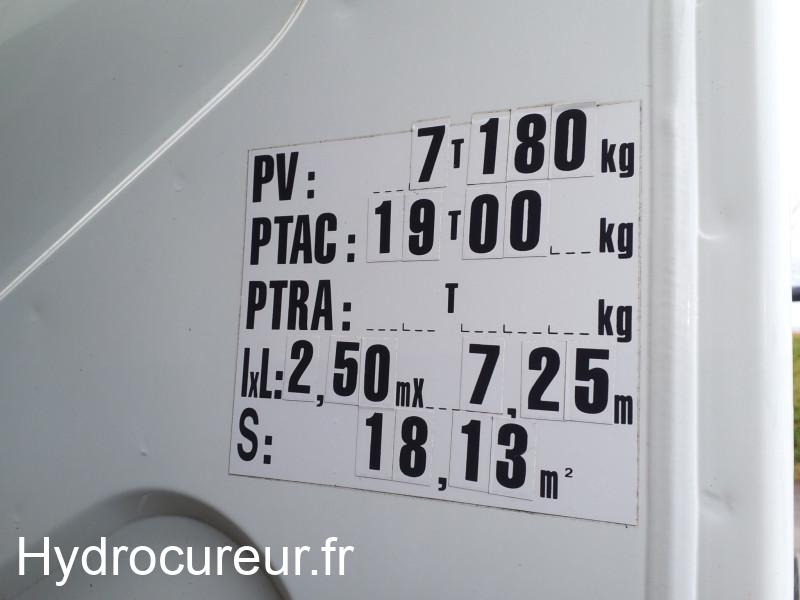 PV : 7 T 180 kg
PTAC : 19 T 00 kg
PTRA : T kg
lxL: 2,50 mX 7,25 m
S : 18,13 m²
Hydrocureur.fr